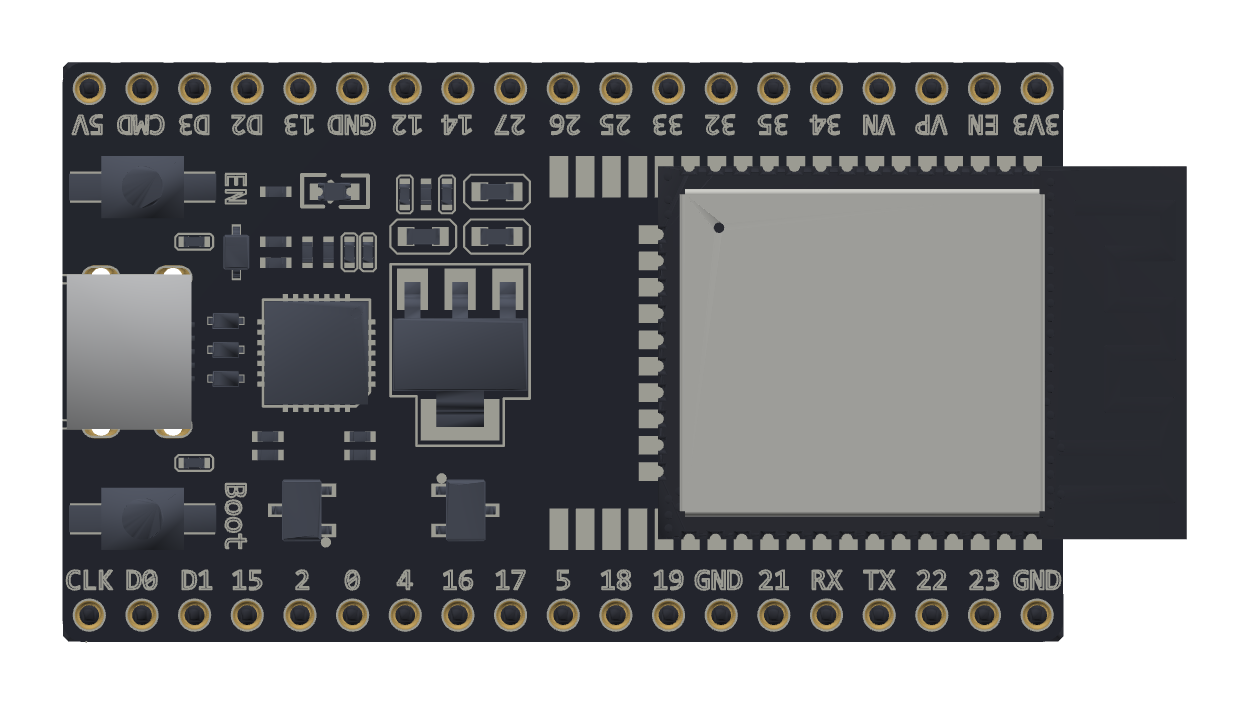 5V CMD D3 D2 13 GND 12 14 27 26 25 33 32 35 34 VN VP EN 3V3
EN
Boot
CLK D0 D1 15 2 0 4 16 17 5 18 19 GND 21 RX TX 22 23 GND